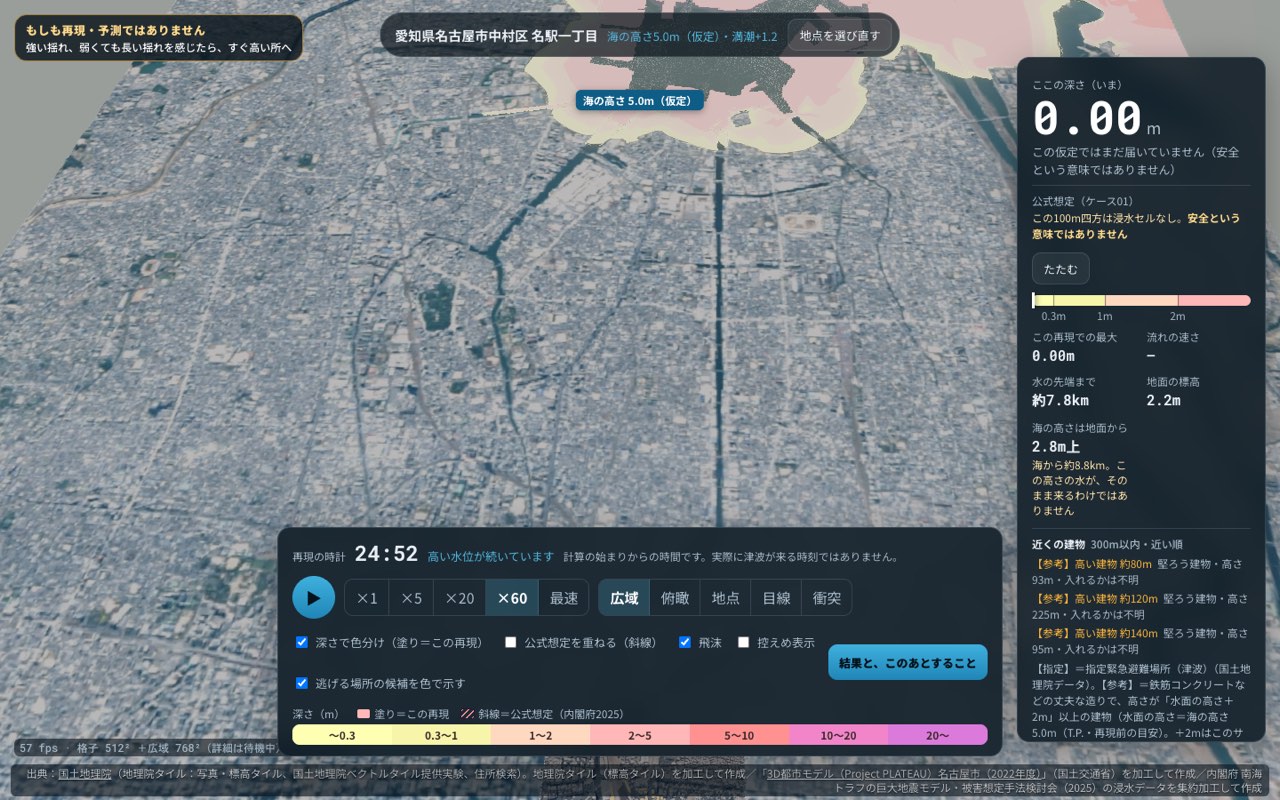 もしも再現・予測ではありません
強い揺れ、弱くても長い揺れを感じたら、すぐ高い所へ
愛知県名古屋市中村区 名駅一丁目 海の高さ5.0m（仮定）・満潮+1.2 地点を選び直す
海の高さ 5.0m（仮定）
ここの深さ（いま）
0.00 m
この仮定ではまだ届いていません（安全
という意味ではありません）
公式想定（ケース01）
この100m四方は浸水セルなし。安全という
意味ではありません
たたむ
0.3m 1m 2m
この再現での最大 流れの速さ
0.00m –
水の先端まで 地面の標高
約7.8km 2.2m
海の高さは地面から
2.8m上
海から約8.8km。こ
の高さの水が、その
まま来るわけではあ
りません
近くの建物 300m以内・近い順
【参考】高い建物 約80m 堅ろう建物・高さ
93m・入れるかは不明
【参考】高い建物 約120m 堅ろう建物・高さ
225m・入れるかは不明
【参考】高い建物 約140m 堅ろう建物・高さ
95m・入れるかは不明
【指定】＝指定緊急避難場所（津波）（国土地
理院データ）。【参考】＝鉄筋コンクリートな
どの丈夫な造りで、高さが「水面の高さ＋
2m」以上の建物（水面の高さ＝海の高さ
5.0m（T.P.・再現前の目安）。＋2mはこのサ
再現の時計 24:52 高い水位が続いています 計算の始まりからの時間です。実際に津波が来る時刻ではありません。
×1 ×5 ×20 ×60 最速 広域 俯瞰 地点 目線 衝突
深さで色分け（塗り＝この再現） 公式想定を重ねる（斜線） 飛沫 控えめ表示
結果と、このあとすること
逃げる場所の候補を色で示す
深さ（m） 塗り＝この再現 斜線＝公式想定（内閣府2025）
〜0.3 0.3〜1 1〜2 2〜5 5〜10 10〜20 20〜
57 fps · 格子 512² ＋広域 768²（詳細は待機中）
出典：国土地理院（地理院タイル：写真・標高タイル、国土地理院ベクトルタイル提供実験、住所検索）。地理院タイル（標高タイル）を加工して作成／「3D都市モデル（Project PLATEAU）名古屋市（2022年度）」（国土交通省）を加工して作成／内閣府 南海
トラフの巨大地震モデル・被害想定手法検討会（2025）の浸水データを集約加工して作成